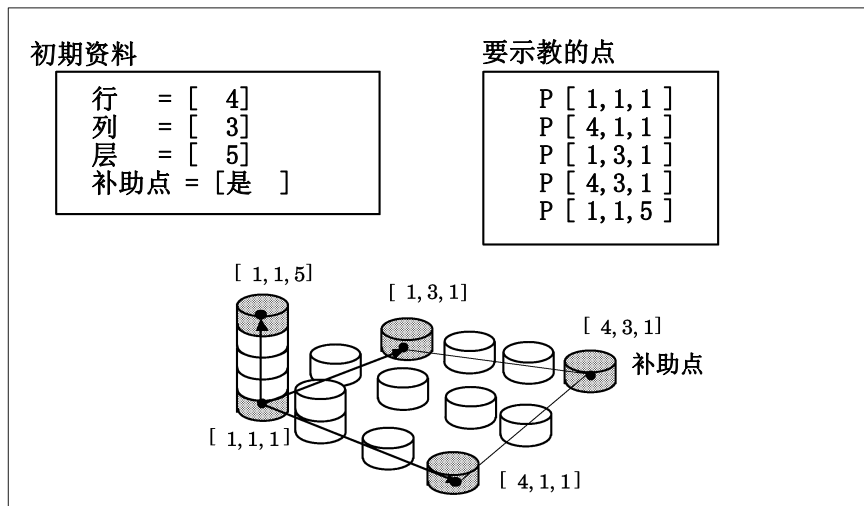 初期资料
行 = [ 4]
列 = [ 3]
层 = [ 5]
补助点 = [是 ]
要示教的点
P [ 1,1,1 ]
P [ 4,1,1 ]
P [ 1,3,1 ]
P [ 4,3,1 ]
P [ 1,1,5 ]
[ 1,1,5]
[ 1,3,1]
[ 4,3,1]
补助点
[ 1,1,1]
[ 4,1,1]